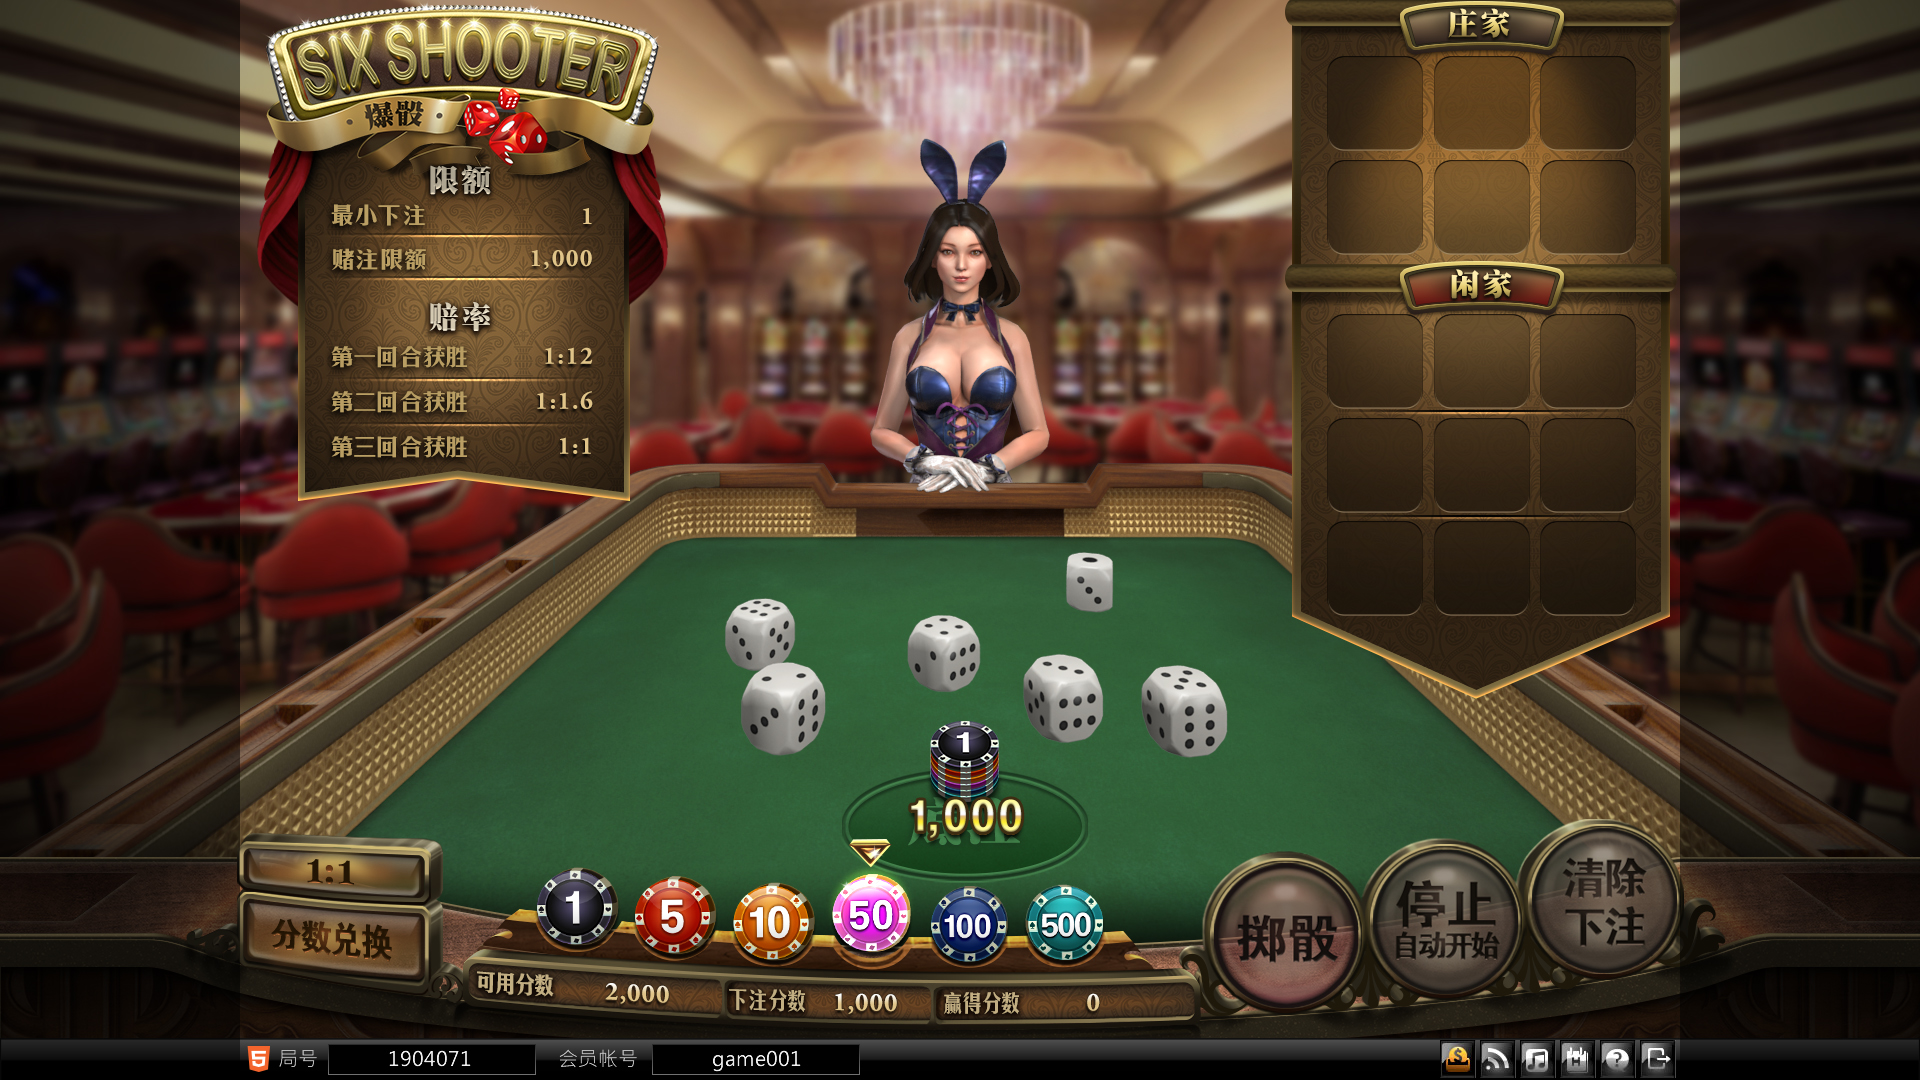 SIX SHOOTER
爆骰
限额
最小下注 1
赌注限额 1,000
赔率
第一回合获胜 1:12
第二回合获胜 1:1.6
第三回合获胜 1:1
庄家
闲家
1
1,000
1:1
分数兑换
1
5
10
50
100
500
掷骰
停止
自动开始
清除
下注
可用分数 2,000
下注分数 1,000
赢得分数 0
5 局号 1904071
会员帐号 game001